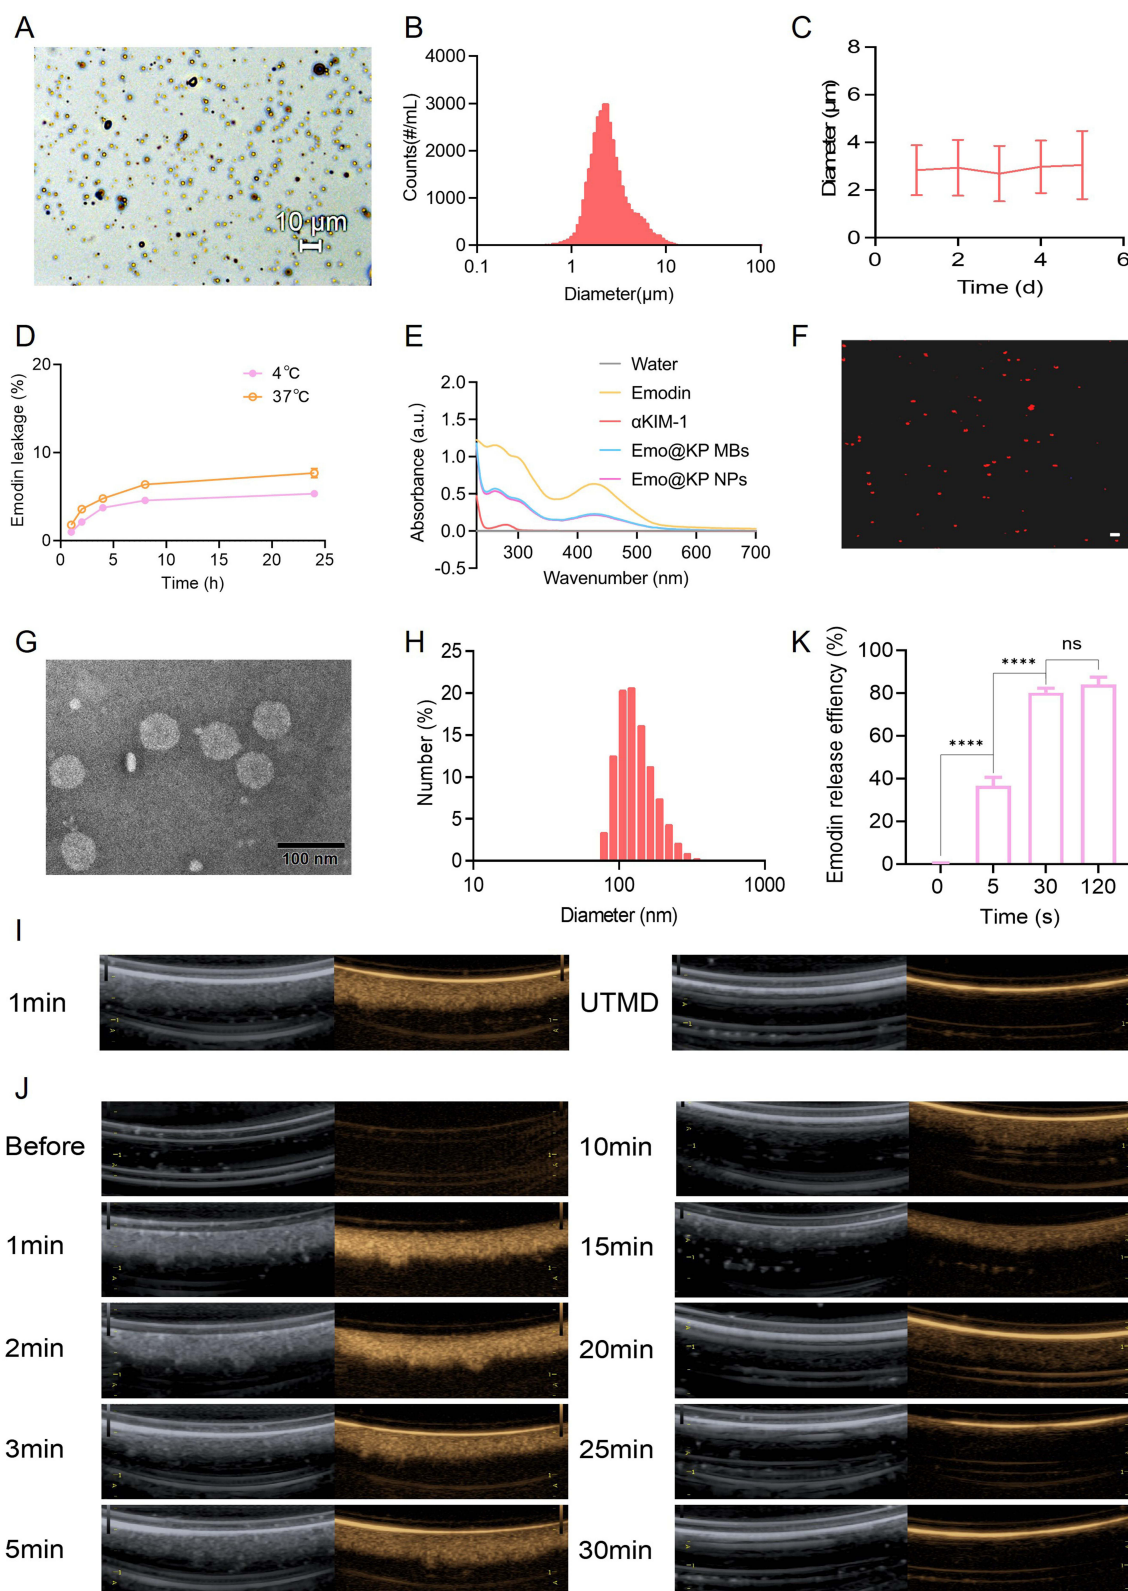 A
10 µm
B
Counts(#/mL)
4000
3000
2000
1000
0
0.1
1
10
100
Diameter(µm)
C
Diameter (µm)
8
6
4
2
0
0
2
4
6
Time (d)
D
Emodin leakage (%)
20
10
0
0
5
10
15
20
25
Time (h)
4°C
37°C
E
Absorbance (a.u.)
2.0
1.5
1.0
0.5
0.0
-0.5
300
400
500
600
700
Wavenumber (nm)
Water
Emodin
αKIM-1
Emo@KP MBs
Emo@KP NPs
F
G
100 nm
H
Number (%)
25
20
15
10
5
0
10
100
1000
Diameter (nm)
K
Emodin release effiency (%)
100
80
60
40
20
0
****
****
ns
0
5
30
120
Time (s)
I
1min
UTMD
J
Before
10min
1min
15min
2min
20min
3min
25min
5min
30min